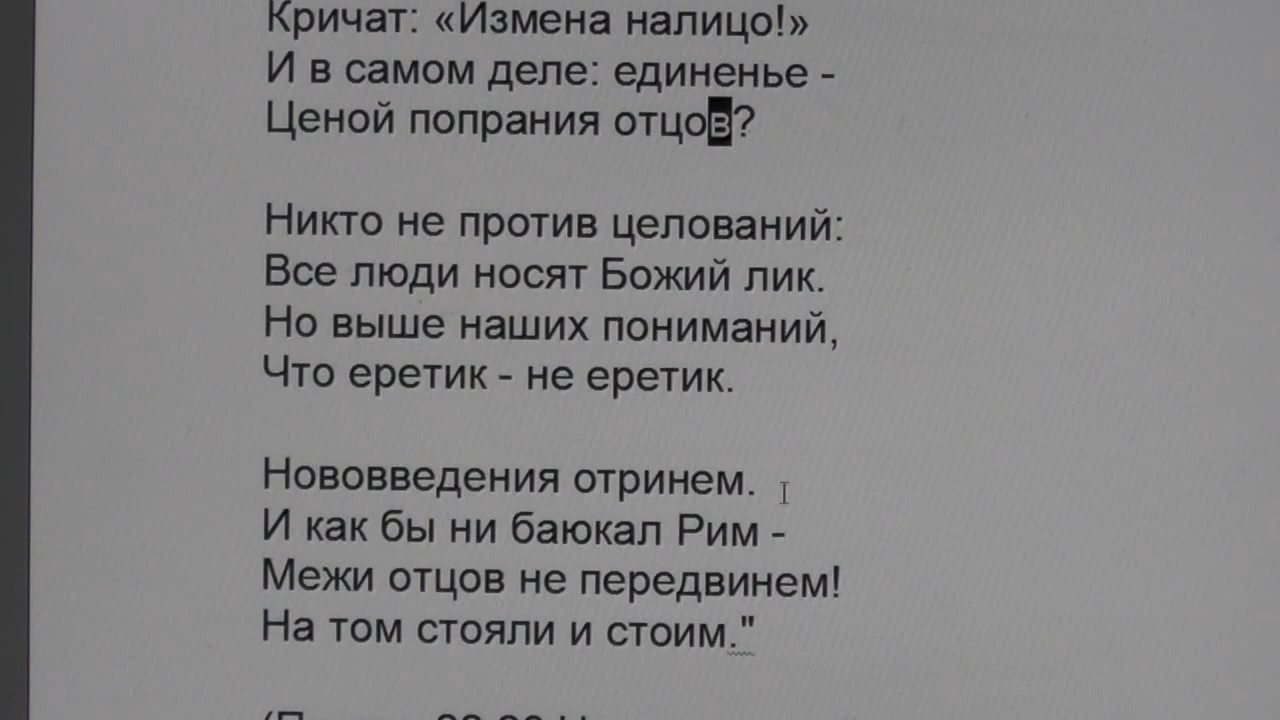 Кричат: «Измена налицо!»
И в самом деле: единенье -
Ценой попрания отцов?
Никто не против целований:
Все люди носят Божий лик.
Но выше наших пониманий,
Что еретик - не еретик.
Нововведения отринем.
И как бы ни баюкал Рим -
Межи отцов не передвинем!
На том стояли и стоим."